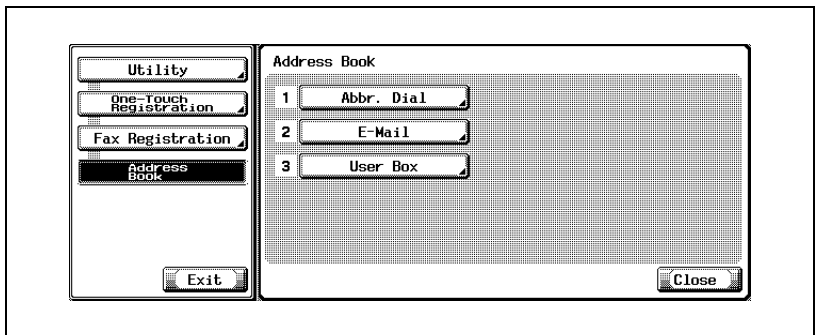 Utility
One-Touch
Registration
Fax Registration
Address
Book
Exit
Address Book
1 Abbr. Dial
2 E-Mail
3 User Box
Close